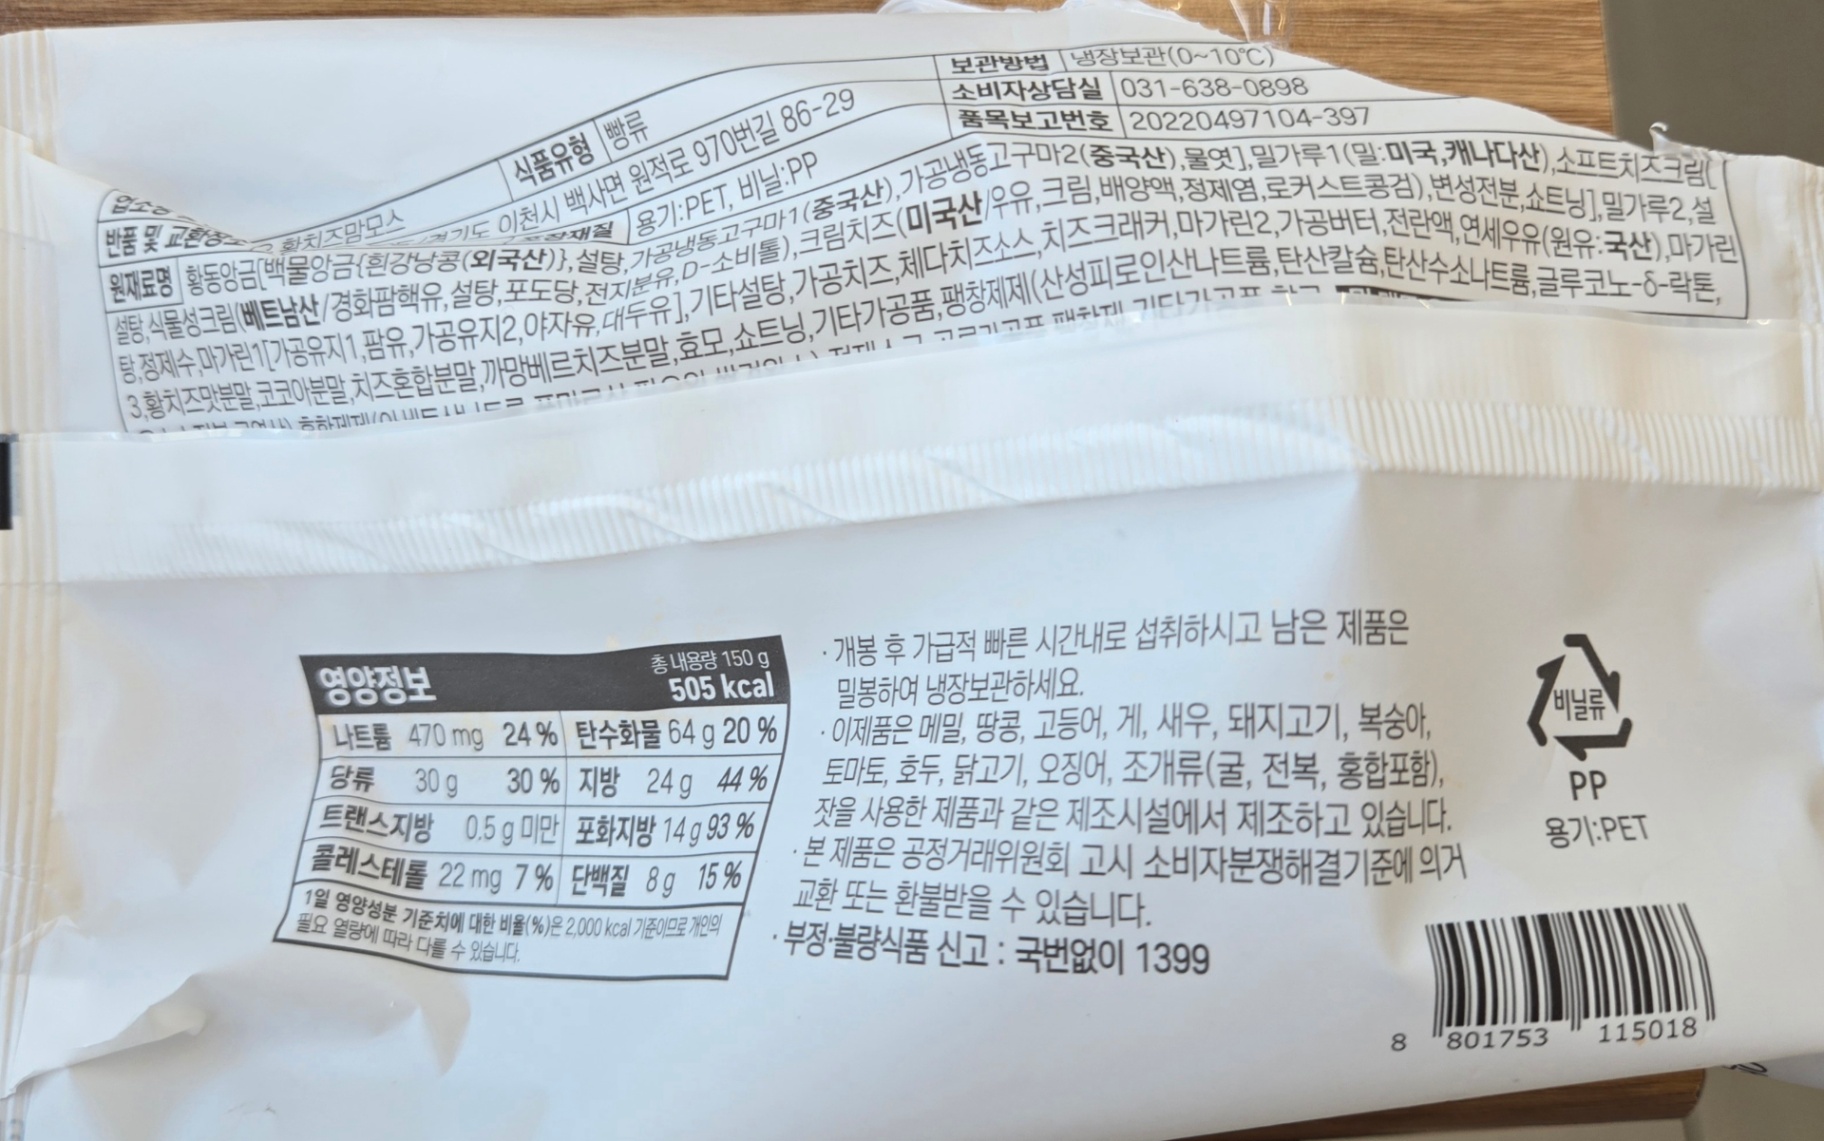 보관방법 냉장보관(0~10℃)
식품유형 빵류
소비자상담실 031-638-0898
이천시 백사면 원적로 970번길 86-29
품목보고번호 20220497104-397
황치즈맘모스
용기:PET, 비닐:PP
반품 및 교환장소
원재료명 황동앙금[백물앙금{흰강낭콩(외국산)},설탕,가공냉동고구마1(중국산),가공냉동고구마2(중국산),물엿],밀가루1(밀:미국,캐나다산),소프트치즈크림[
설탕,식물성크림(베트남산/경화팜핵유,설탕,포도당,전지분유,D-소비톨),크림치즈(미국산/우유,크림,배양액,정제염,로커스트콩검),변성전분,쇼트닝],밀가루2,설
탕,정제수,마가린1[가공유지1,팜유,가공유지2,야자유,대두유],기타설탕,가공치즈,체다치즈소스,치즈크래커,마가린2,가공버터,전란액,연세우유(원유:국산),마가린
3,황치즈맛분말,코코아분말,치즈혼합분말,까망베르치즈분말,효모,쇼트닝,기타가공품,팽창제제(산성피로인산나트륨,탄산칼슘,탄산수소나트륨,글루코노-δ-락톤,
영양정보
총 내용량 150 g
505 kcal
나트륨 470 mg 24 % 탄수화물 64 g 20 %
당류 30 g 30 % 지방 24 g 44 %
트랜스지방 0.5 g 미만 포화지방 14 g 93 %
콜레스테롤 22 mg 7 % 단백질 8 g 15 %
1일 영양성분 기준치에 대한 비율(%)은 2,000 kcal 기준이므로 개인의
필요 열량에 따라 다를 수 있습니다.
· 개봉 후 가급적 빠른 시간내로 섭취하시고 남은 제품은
밀봉하여 냉장보관하세요.
· 이제품은 메밀, 땅콩, 고등어, 게, 새우, 돼지고기, 복숭아,
토마토, 호두, 닭고기, 오징어, 조개류(굴, 전복, 홍합포함),
잣을 사용한 제품과 같은 제조시설에서 제조하고 있습니다.
· 본 제품은 공정거래위원회 고시 소비자분쟁해결기준에 의거
교환 또는 환불받을 수 있습니다.
· 부정·불량식품 신고 : 국번없이 1399
비닐류
PP
용기:PET
8 801753 115018